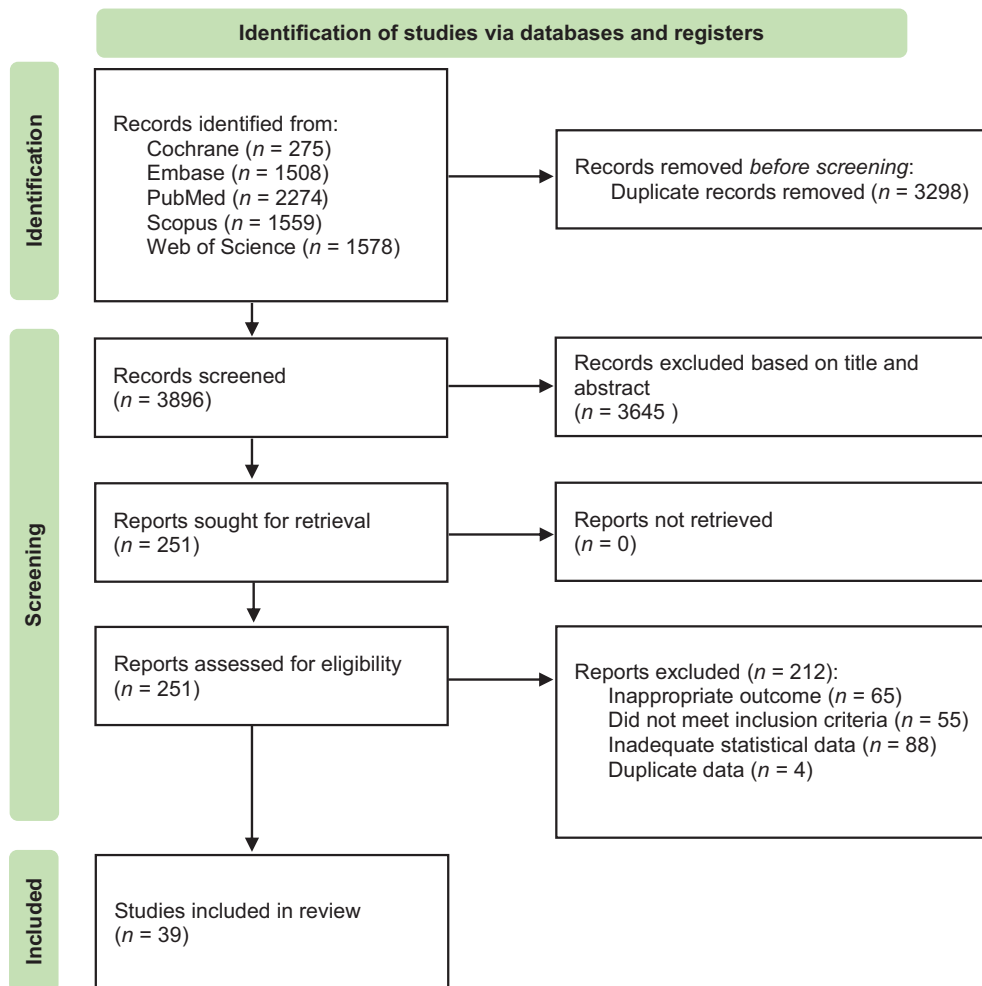 Identification of studies via databases and registers
Identification
Records identified from:
Cochrane (n = 275)
Embase (n = 1508)
PubMed (n = 2274)
Scopus (n = 1559)
Web of Science (n = 1578)
Records removed before screening:
Duplicate records removed (n = 3298)
Screening
Records screened
(n = 3896)
Records excluded based on title and
abstract
(n = 3645 )
Reports sought for retrieval
(n = 251)
Reports not retrieved
(n = 0)
Reports assessed for eligibility
(n = 251)
Reports excluded (n = 212):
Inappropriate outcome (n = 65)
Did not meet inclusion criteria (n = 55)
Inadequate statistical data (n = 88)
Duplicate data (n = 4)
Included
Studies included in review
(n = 39)